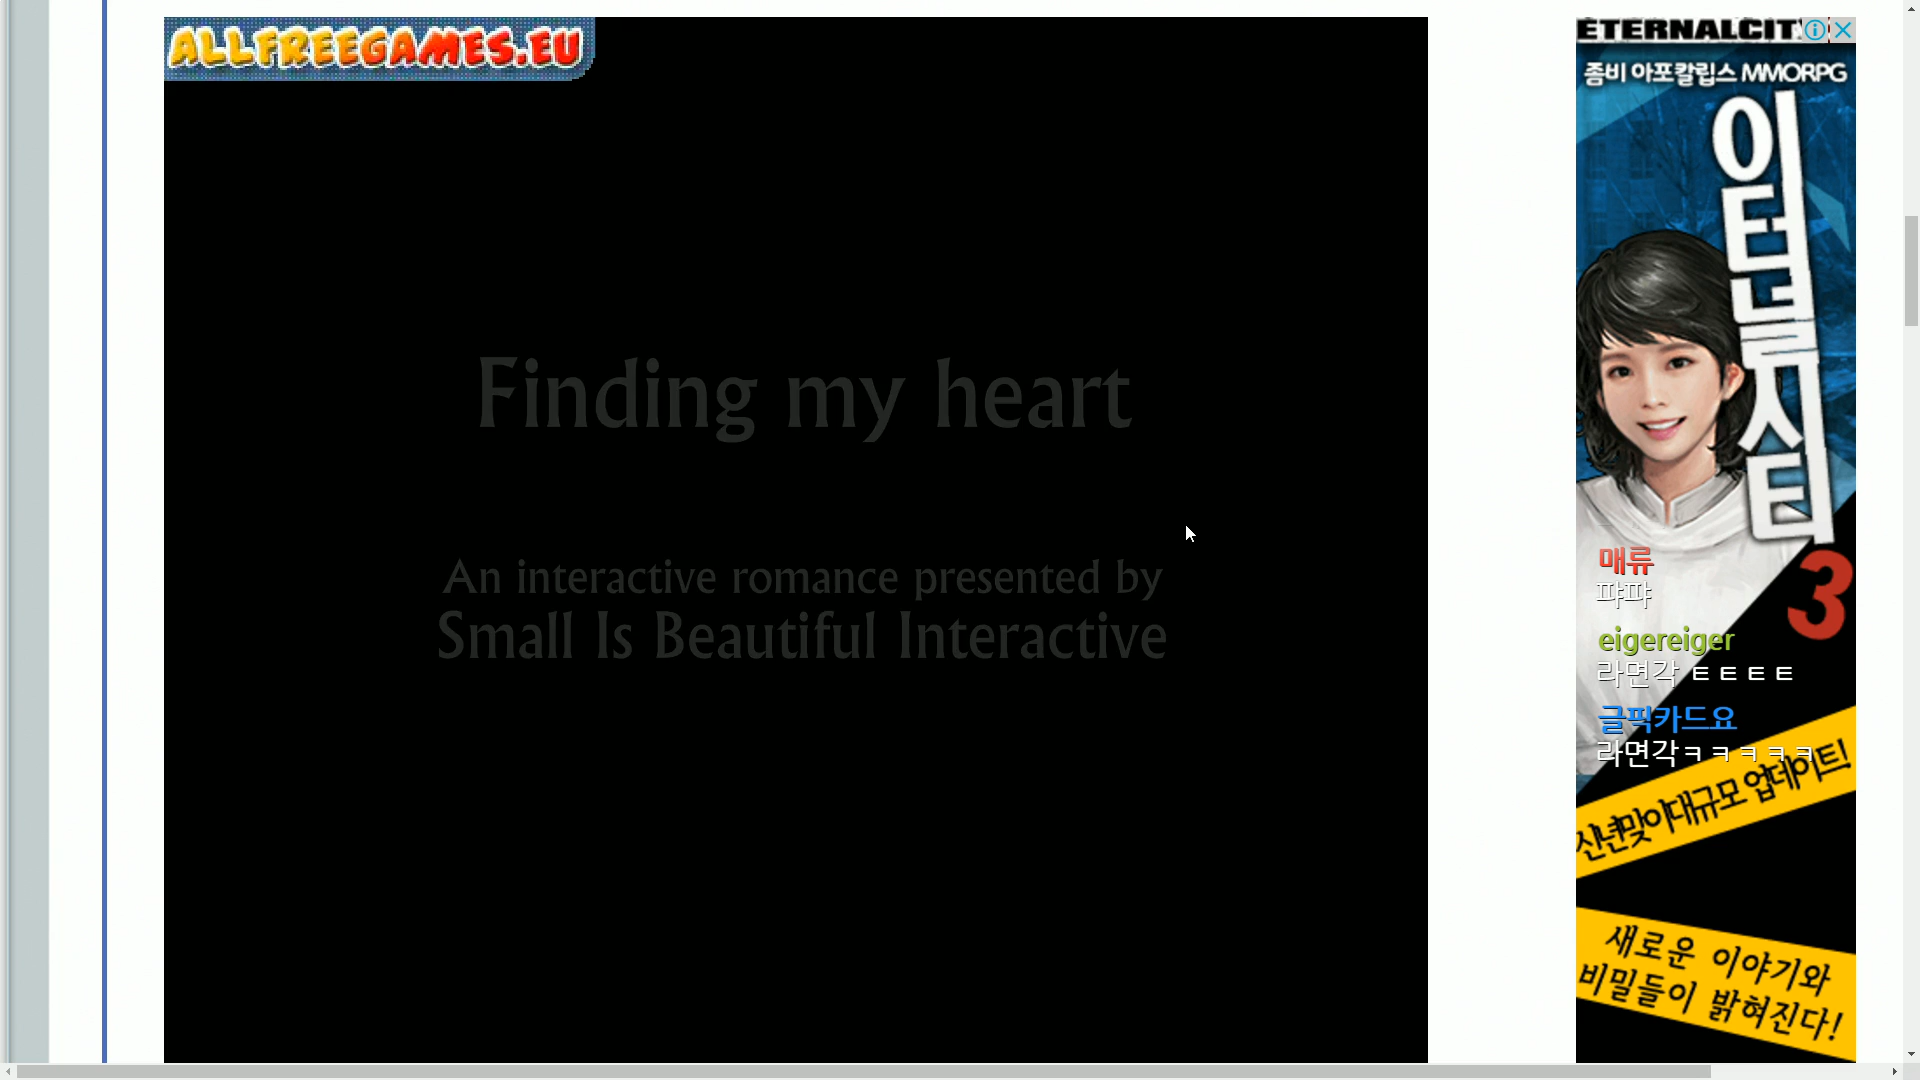 ALLFREEGAMES.EU
Finding my heart
An interactive romance presented by
Small Is Beautiful Interactive
ETERNALCIT
좀비 아포칼립스 MMORPG
이터널시티
3
매류
퍄퍄
eigereiger
라면각 ㅌㅌㅌㅌ
글픽카드요
라면각ㅋㅋㅋㅋㅋ
신년맞이 대규모 업데이트!
새로운 이야기와
비밀들이 밝혀진다!